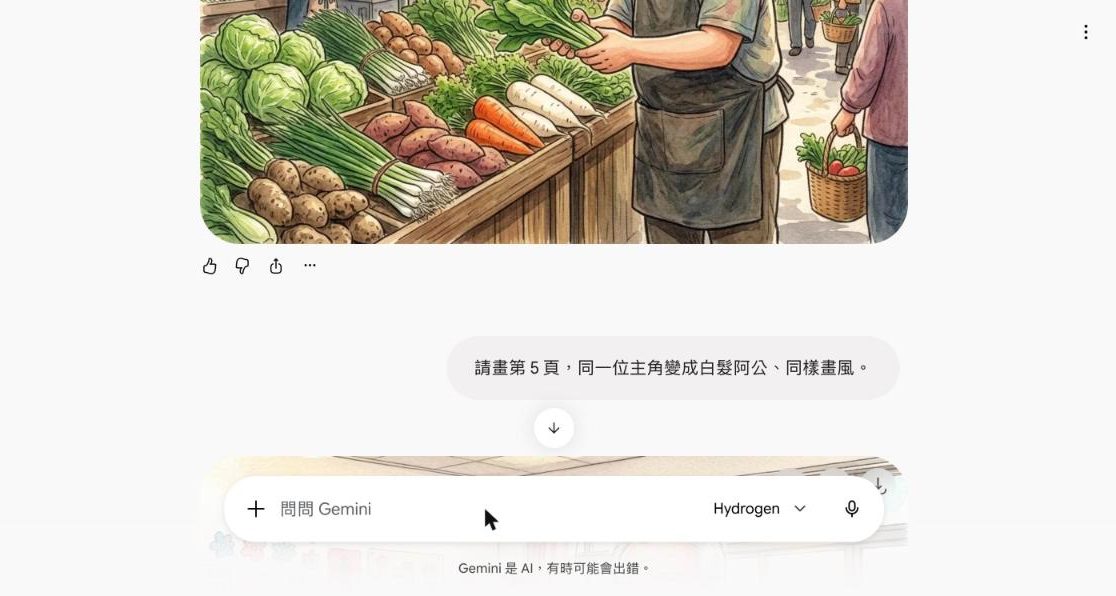 請畫第 5 頁，同一位主角變成白髮阿公、同樣畫風。
問問 Gemini
Hydrogen
Gemini 是 AI，有時可能會出錯。